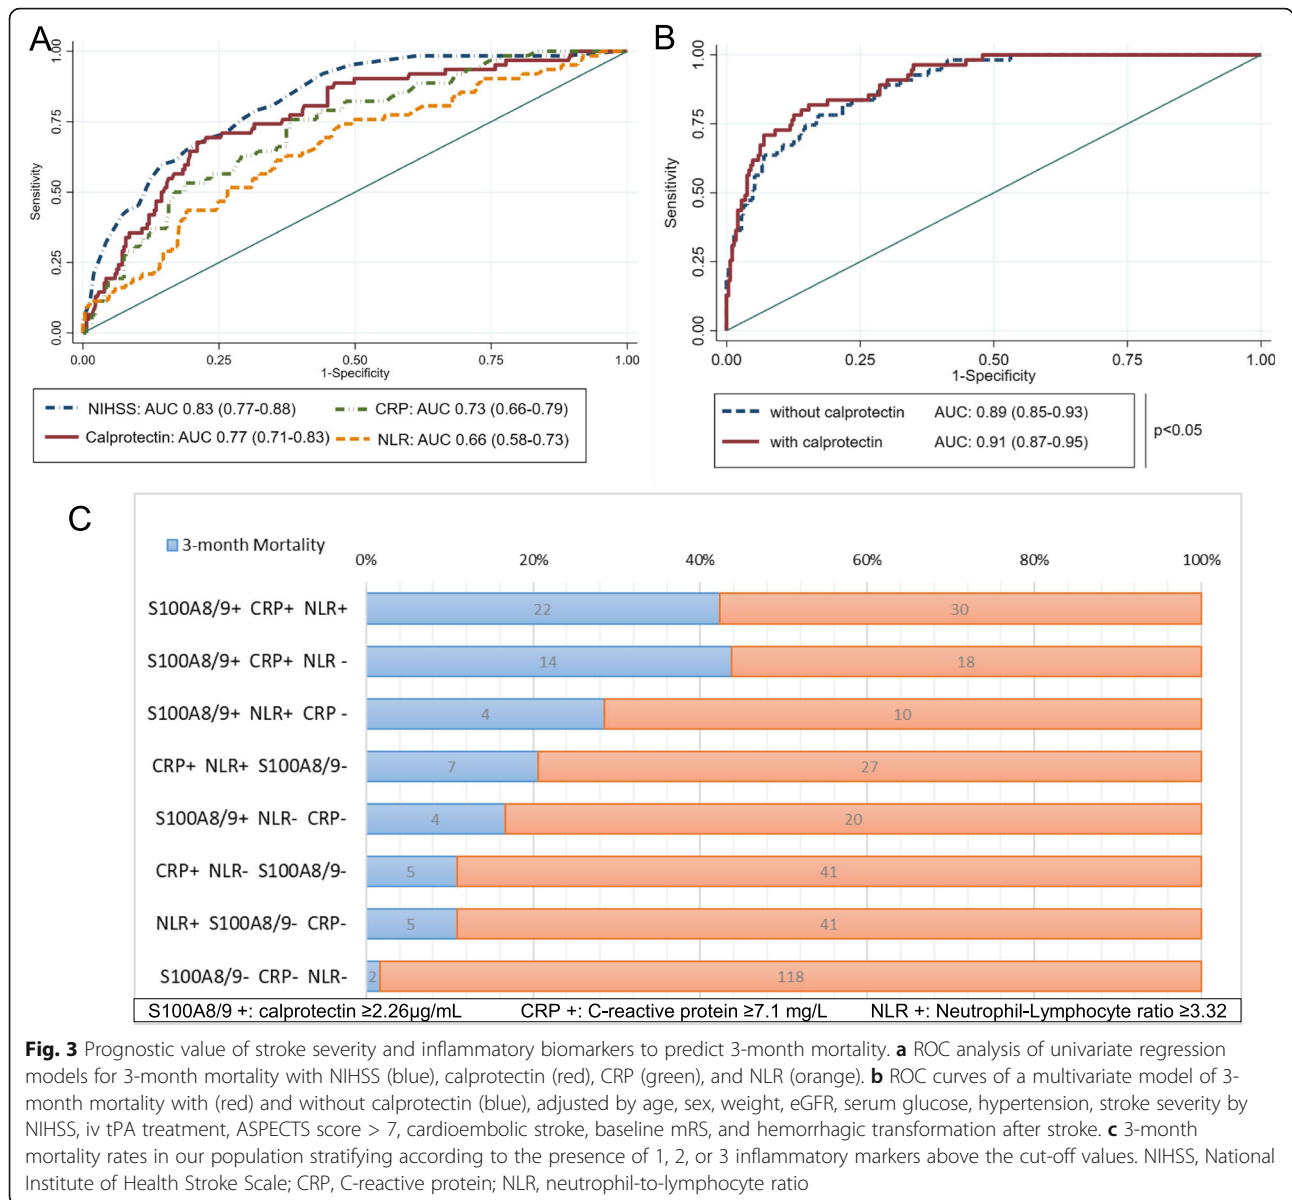 A
1.00
0.75
0.50
0.25
0.00
Sensitivity
0.00 0.25 0.50 0.75 1.00
1-Specificity
NIHSS: AUC 0.83 (0.77-0.88) CRP: AUC 0.73 (0.66-0.79)
Calprotectin: AUC 0.77 (0.71-0.83) NLR: AUC 0.66 (0.58-0.73)
B
1.00
0.75
0.50
0.25
0.00
Sensitivity
0.00 0.25 0.50 0.75 1.00
1-Specificity
without calprotectin AUC: 0.89 (0.85-0.93)
with calprotectin AUC: 0.91 (0.87-0.95)
p<0.05
C
3-month Mortality
0% 20% 40% 60% 80% 100%
S100A8/9+ CRP+ NLR+ 22 30
S100A8/9+ CRP+ NLR - 14 18
S100A8/9+ NLR+ CRP - 4 10
CRP+ NLR+ S100A8/9- 7 27
S100A8/9+ NLR- CRP- 4 20
CRP+ NLR- S100A8/9- 5 41
NLR+ S100A8/9- CRP- 5 41
S100A8/9- CRP- NLR- 2 118
S100A8/9 +: calprotectin ≥2.26µg/mL CRP +: C-reactive protein ≥7.1 mg/L NLR +: Neutrophil-Lymphocyte ratio ≥3.32
Fig. 3 Prognostic value of stroke severity and inflammatory biomarkers to predict 3-month mortality. a ROC analysis of univariate regression
models for 3-month mortality with NIHSS (blue), calprotectin (red), CRP (green), and NLR (orange). b ROC curves of a multivariate model of 3-
month mortality with (red) and without calprotectin (blue), adjusted by age, sex, weight, eGFR, serum glucose, hypertension, stroke severity by
NIHSS, iv tPA treatment, ASPECTS score > 7, cardioembolic stroke, baseline mRS, and hemorrhagic transformation after stroke. c 3-month
mortality rates in our population stratifying according to the presence of 1, 2, or 3 inflammatory markers above the cut-off values. NIHSS, National
Institute of Health Stroke Scale; CRP, C-reactive protein; NLR, neutrophil-to-lymphocyte ratio